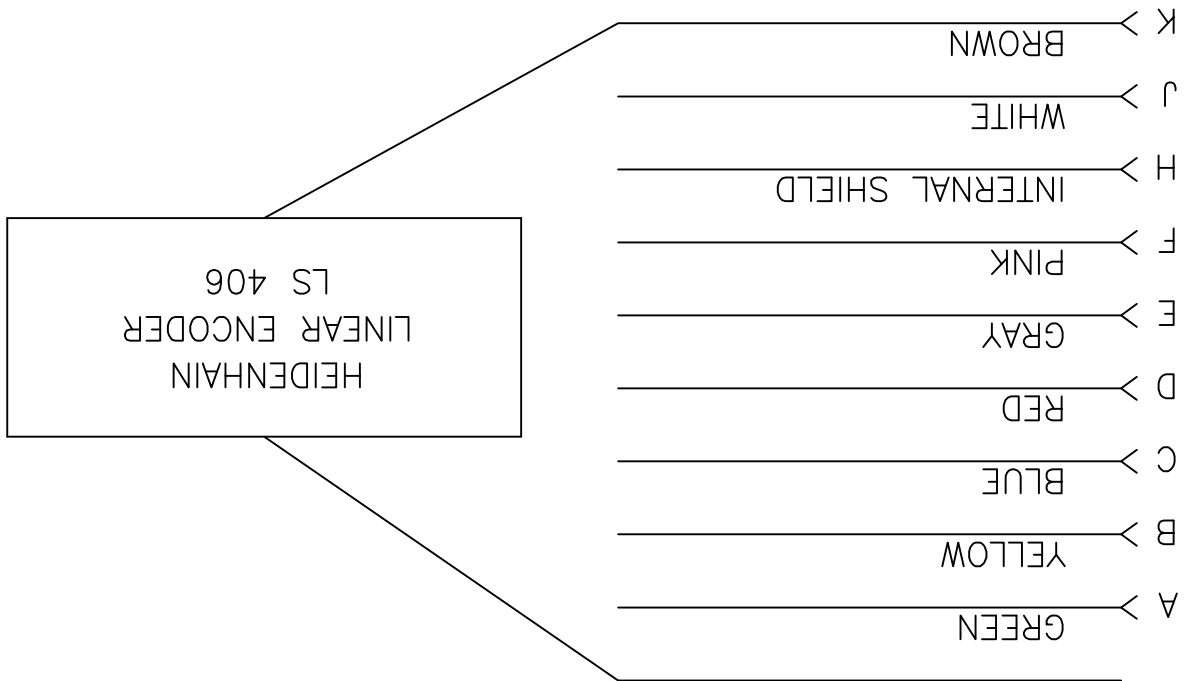 A GREEN
B YELLOW
C BLUE
D RED
E GRAY
F PINK
H INTERNAL SHIELD
J WHITE
K BROWN
HEIDENHAIN
LINEAR ENCODER
LS 406